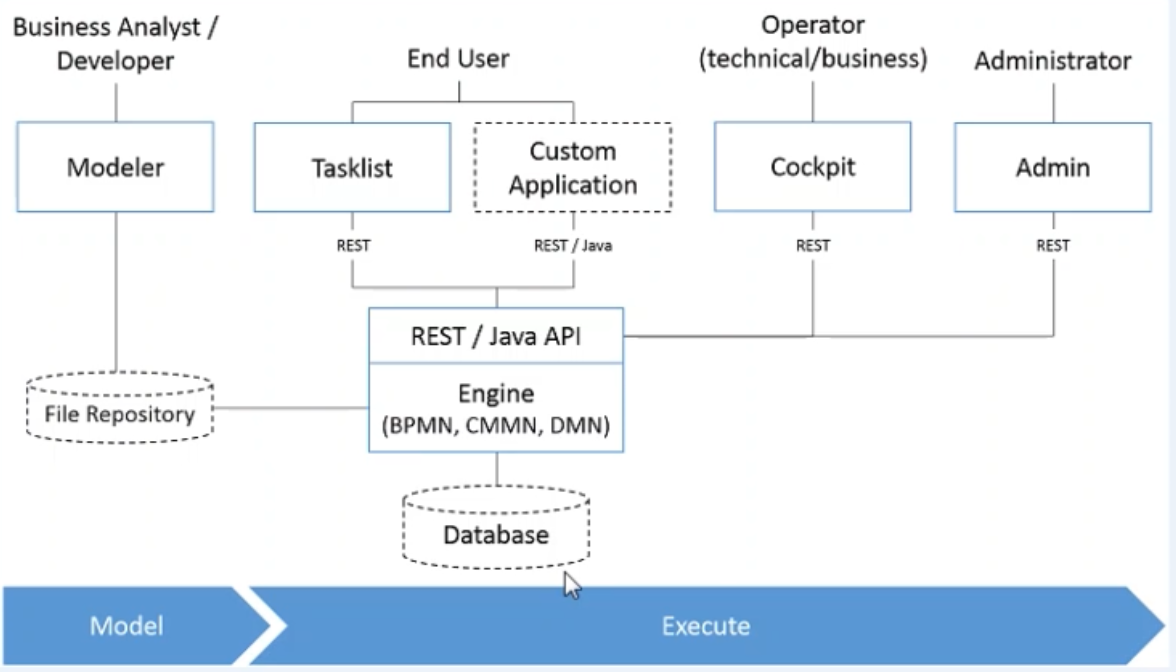 Business Analyst /
Developer
End User
Operator
(technical/business)
Administrator
Modeler
Tasklist
Custom
Application
Cockpit
Admin
REST
REST / Java
REST
REST
REST / Java API
Engine
(BPMN, CMMN, DMN)
File Repository
Database
Model
Execute